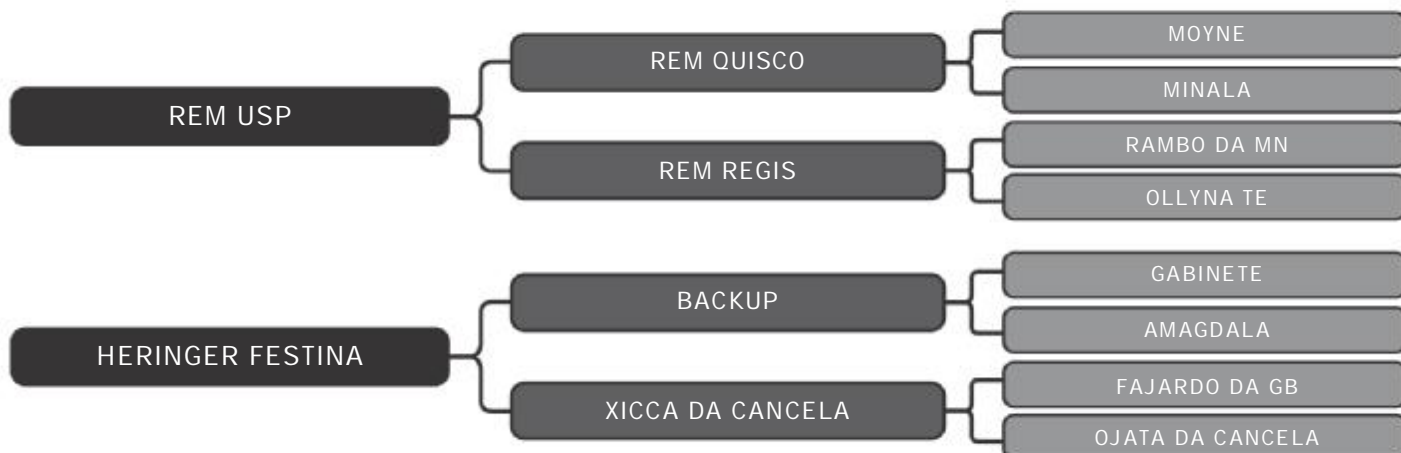 REM USP
REM QUISCO
MOYNE
MINALA
REM REGIS
RAMBO DA MN
OLLYNA TE
HERINGER FESTINA
BACKUP
GABINETE
AMAGDALA
XICCA DA CANCELA
FAJARDO DA GB
OJATA DA CANCELA